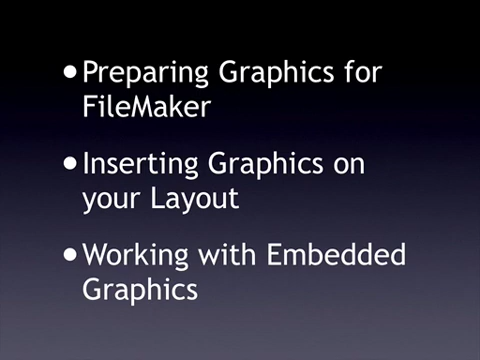 •Preparing Graphics for
FileMaker
•Inserting Graphics on
your Layout
•Working with Embedded
Graphics